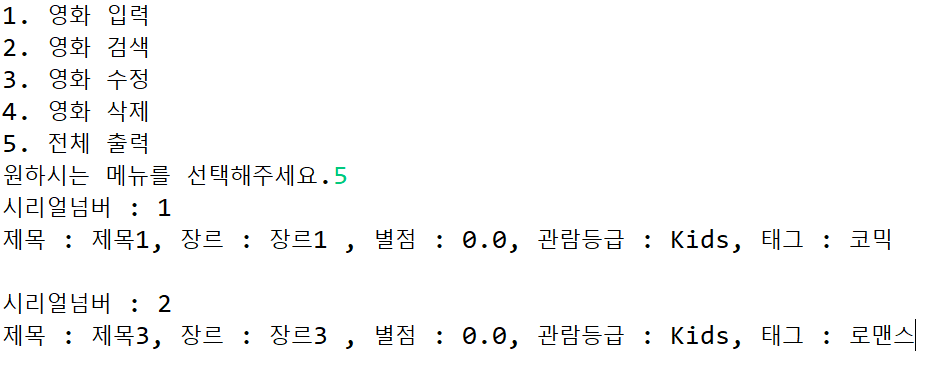 1. 영화 입력
2. 영화 검색
3. 영화 수정
4. 영화 삭제
5. 전체 출력
원하시는 메뉴를 선택해주세요.5
시리얼넘버 : 1
제목 : 제목1, 장르 : 장르1 , 별점 : 0.0, 관람등급 : Kids, 태그 : 코믹
시리얼넘버 : 2
제목 : 제목3, 장르 : 장르3 , 별점 : 0.0, 관람등급 : Kids, 태그 : 로맨스